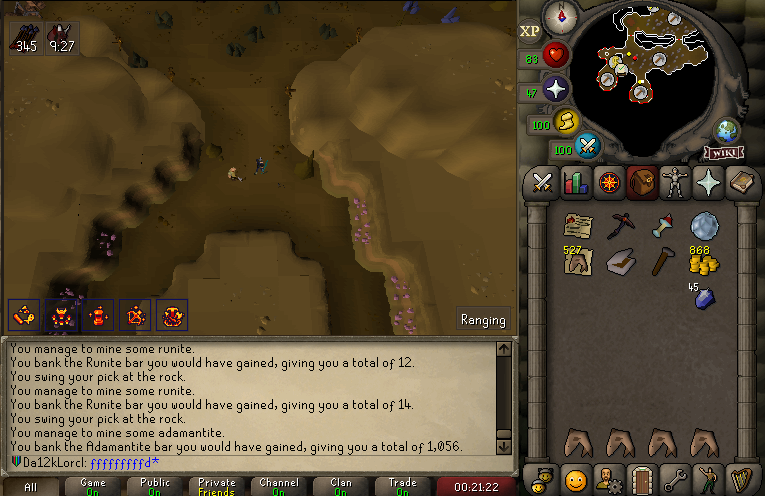 345 9:27
XP
83
47
100
100
WIKI
527
868
45
Ranging
You manage to mine some runite.
You bank the Runite bar you would have gained, giving you a total of 12.
You swing your pick at the rock.
You manage to mine some runite.
You bank the Runite bar you would have gained, giving you a total of 14.
You swing your pick at the rock.
You manage to mine some adamantite.
You bank the Adamantite bar you would have gained, giving you a total of 1,056.
Da12kLorcl: fffffffffd*
All
Game
On
Public
On
Private
Friends
Channel
On
Clan
On
Trade
On
00:21:22